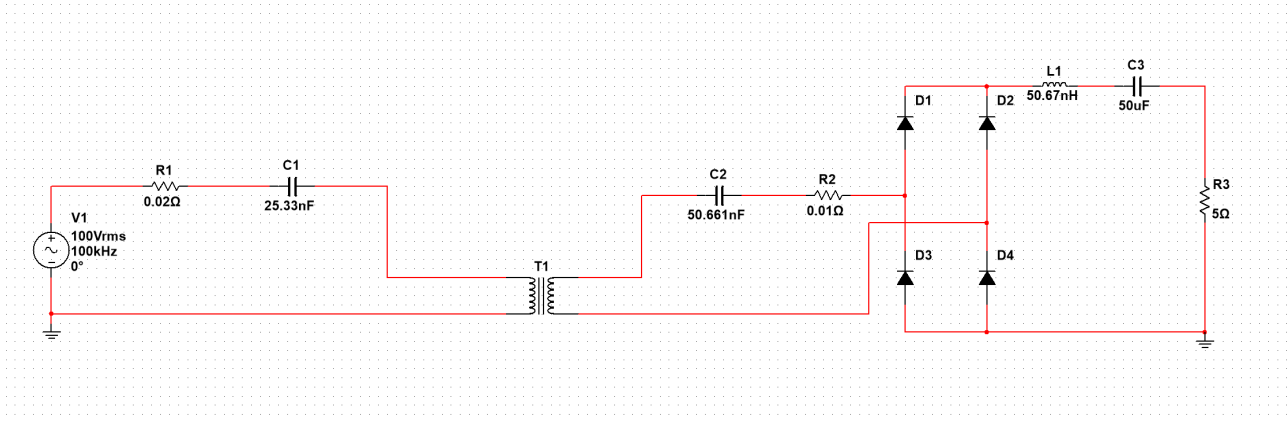 R1
0.02Ω
C1
25.33nF
V1
100Vrms
100kHz
0°
T1
C2
50.661nF
R2
0.01Ω
D1
D2
D3
D4
L1
50.67nH
C3
50uF
R3
5Ω